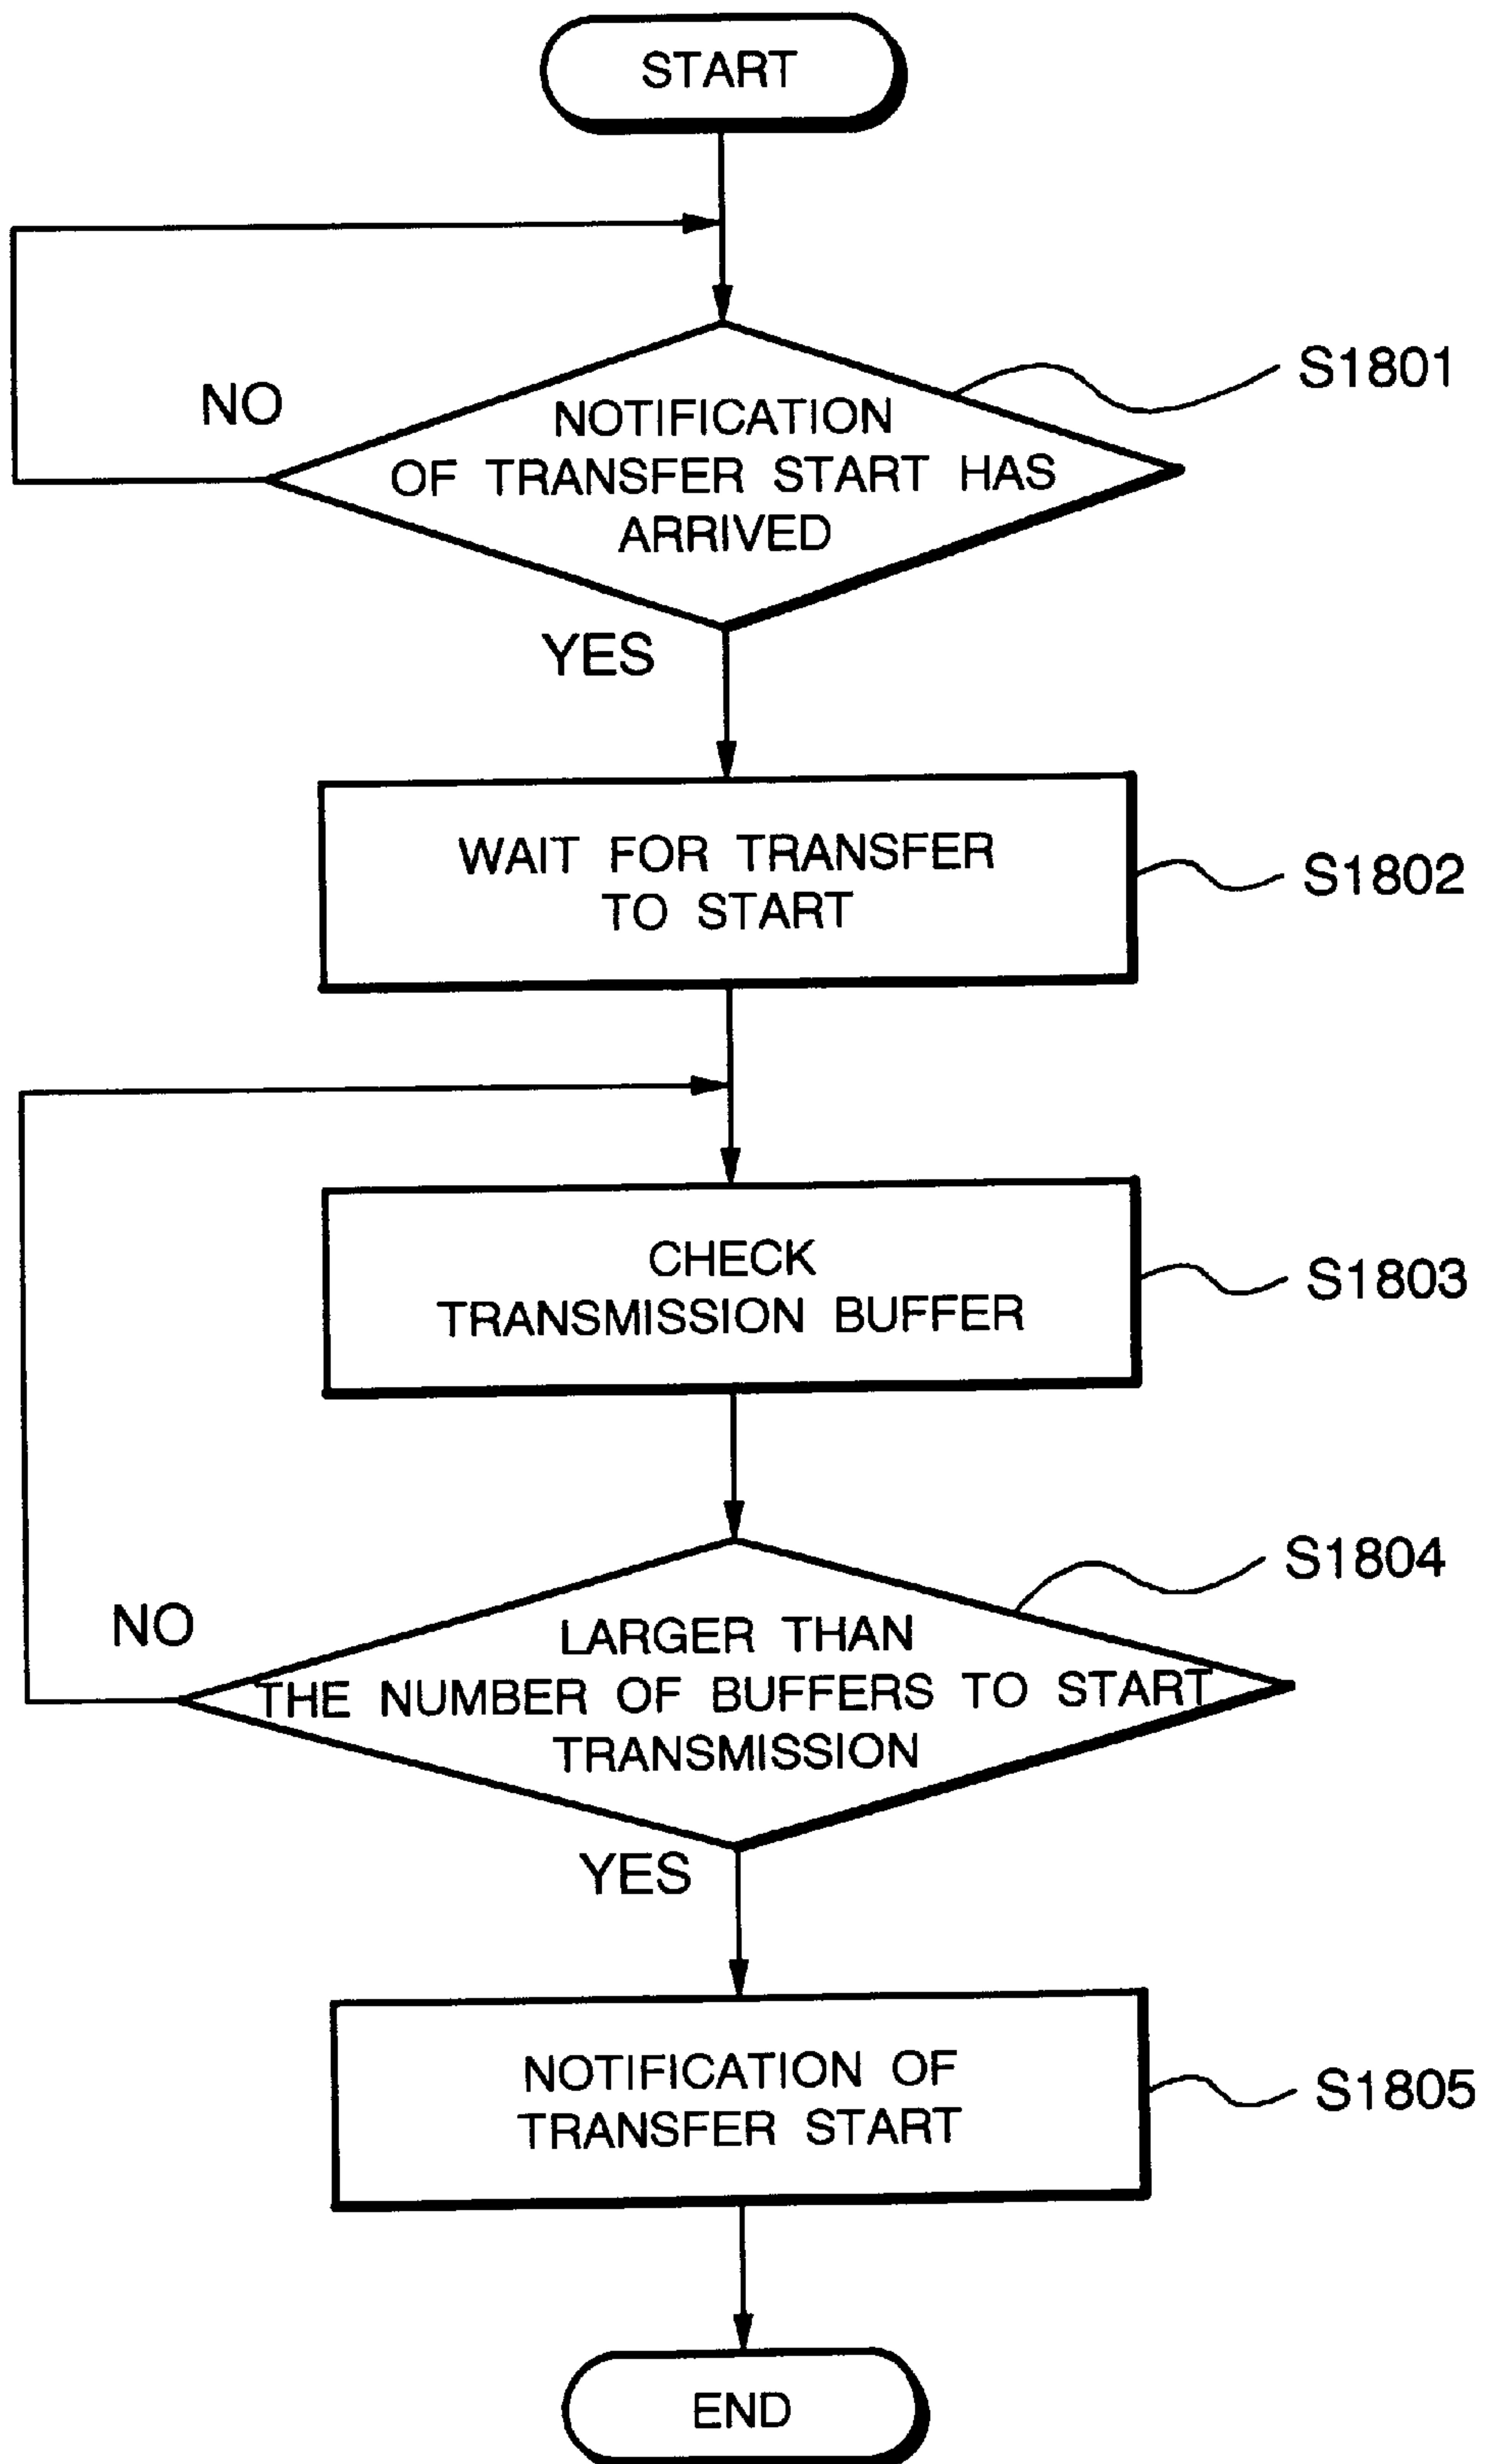 START
NO
S1801
NOTIFICATION
OF TRANSFER START HAS
ARRIVED
YES
WAIT FOR TRANSFER
TO START
S1802
CHECK
TRANSMISSION BUFFER
S1803
S1804
NO
LARGER THAN
THE NUMBER OF BUFFERS TO START
TRANSMISSION
YES
NOTIFICATION OF
TRANSFER START
S1805
END